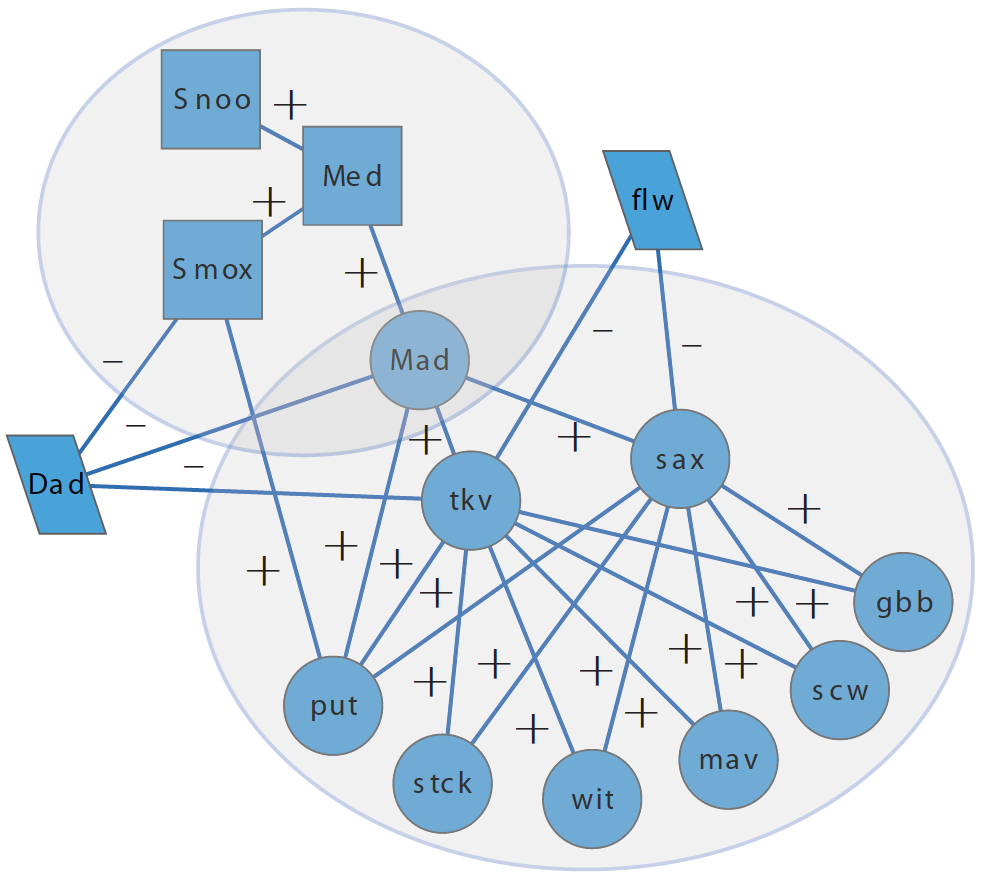 Snoo
+
Med
+
flw
Smox
+
−
−
−
Mad
−
+
+
−
sax
Dad
tkv
+
+
+
+
+
+
+
gbb
+
+
+
+
+
scw
+
put
+
+
mav
stck
wit